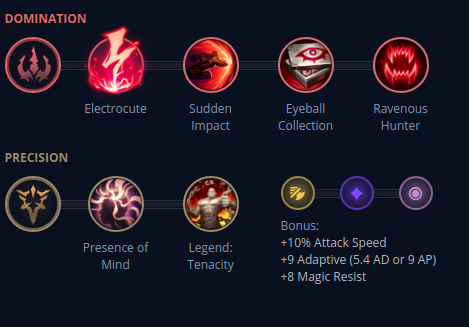 DOMINATION
Electrocute
Sudden
Impact
Eyeball
Collection
Ravenous
Hunter
PRECISION
Presence of
Mind
Legend:
Tenacity
Bonus:
+10% Attack Speed
+9 Adaptive (5.4 AD or 9 AP)
+8 Magic Resist